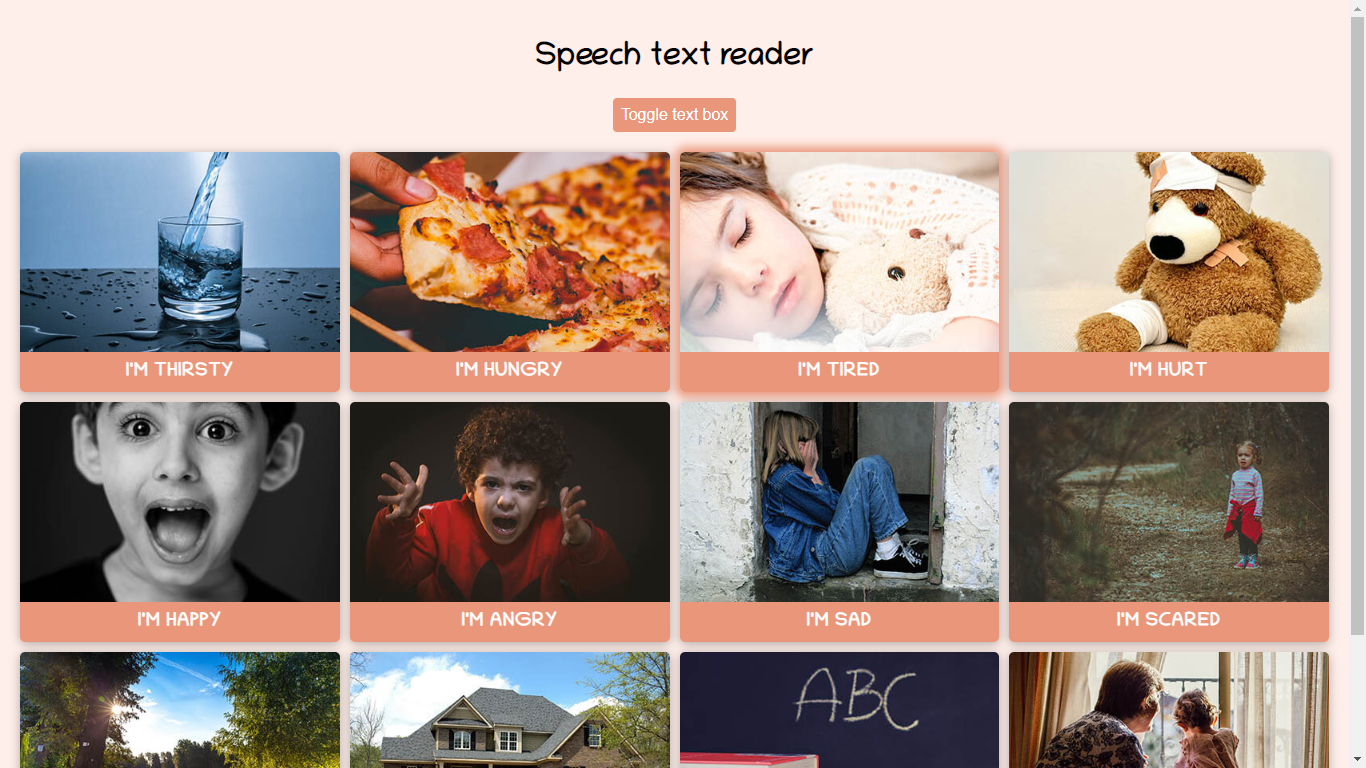 Speech text reader
Toggle text box
I'M THIRSTY
I'M HUNGRY
I'M TIRED
I'M HURT
I'M HAPPY
I'M ANGRY
I'M SAD
I'M SCARED
ABC